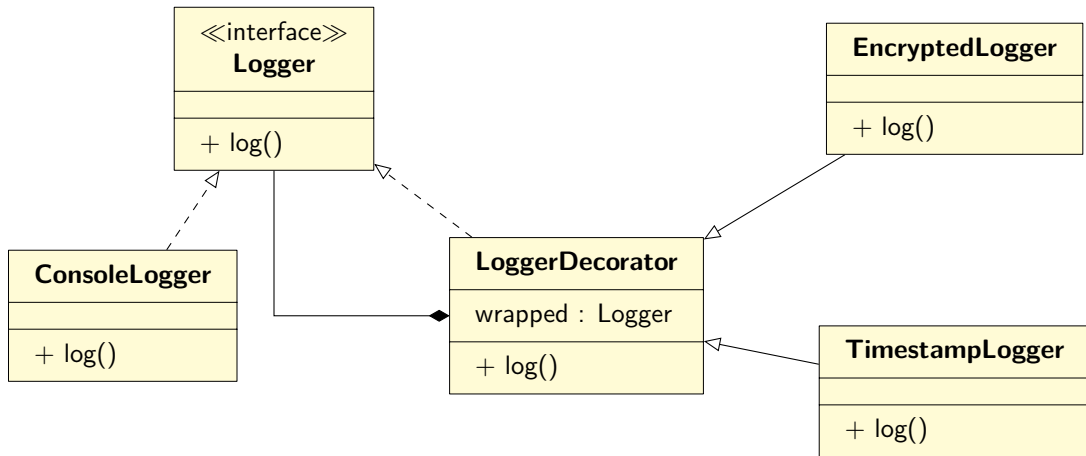 ≪interface≫
Logger
+ log()
EncryptedLogger
+ log()
ConsoleLogger
+ log()
LoggerDecorator
wrapped : Logger
+ log()
TimestampLogger
+ log()